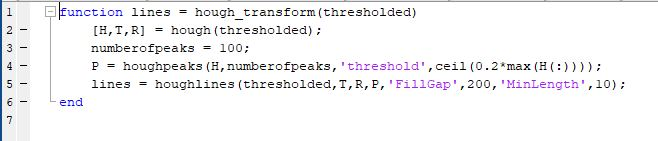 1 function lines = hough_transform(thresholded)
2 - [H,T,R] = hough(thresholded);
3 - numberofpeaks = 100;
4 - P = houghpeaks(H,numberofpeaks,'threshold',ceil(0.2*max(H(:))));
5 - lines = houghlines(thresholded,T,R,P,'FillGap',200,'MinLength',10);
6 - end
7